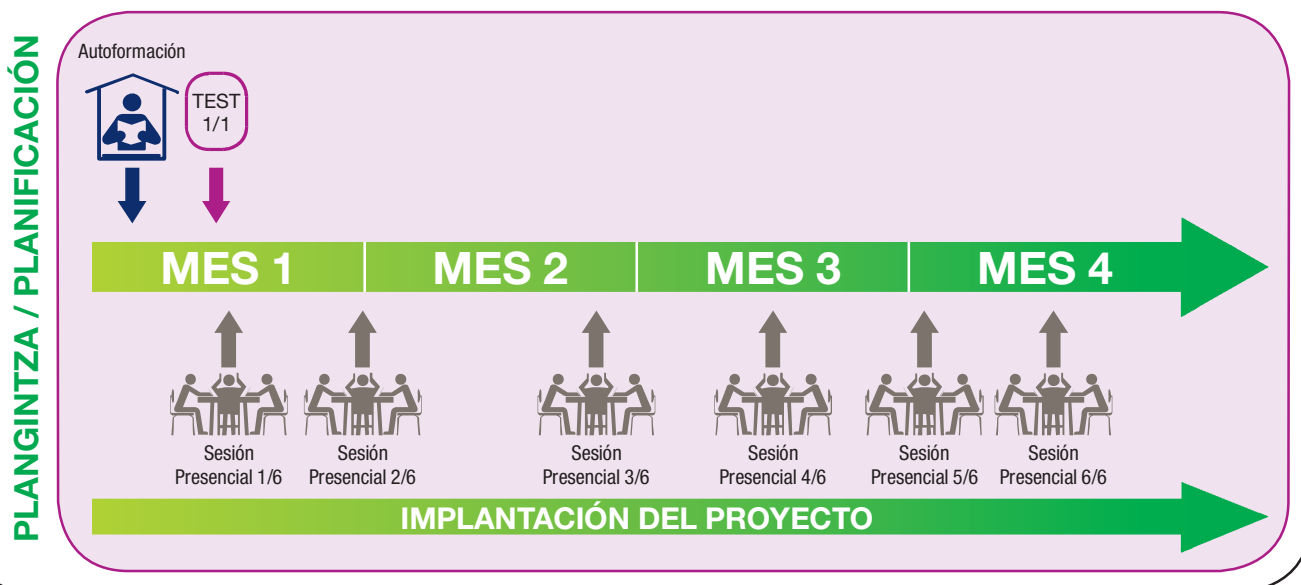 PLANGINTZA / PLANIFICACIÓN
Autoformación
TEST
1/1
MES 1
MES 2
MES 3
MES 4
Sesión
Presencial 1/6
Sesión
Presencial 2/6
Sesión
Presencial 3/6
Sesión
Presencial 4/6
Sesión
Presencial 5/6
Sesión
Presencial 6/6
IMPLANTACIÓN DEL PROYECTO